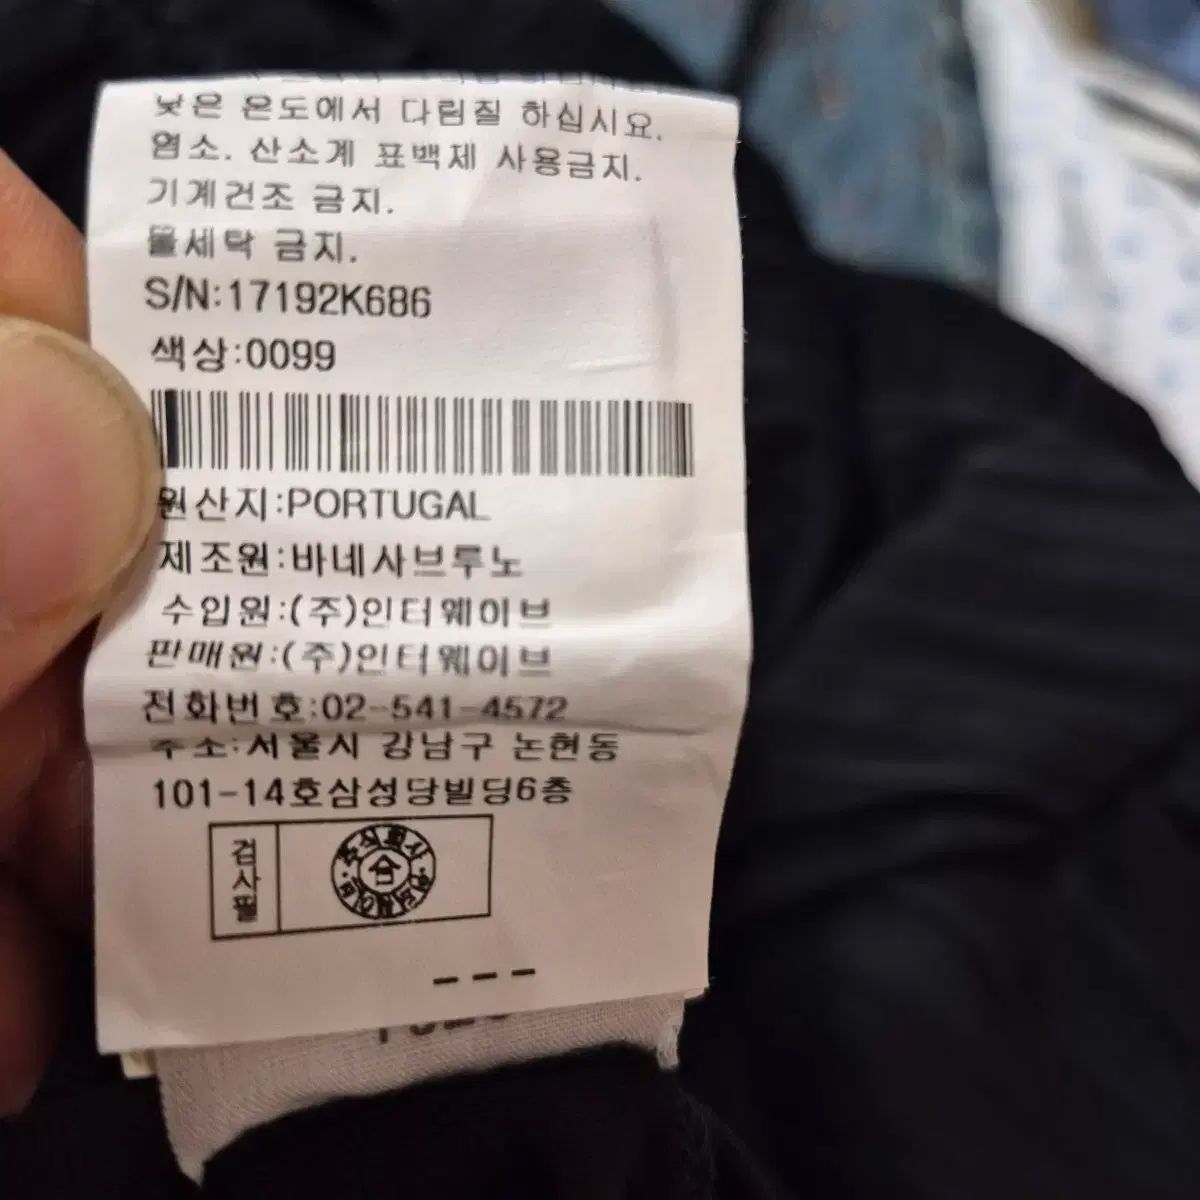 낮은 온도에서 다림질 하십시요.
염소. 산소계 표백제 사용금지.
기계건조 금지.
물세탁 금지.
S/N:17192K686
색상:0099
원산지:PORTUGAL
제조원:바네사브루노
수입원:(주)인터웨이브
판매원:(주)인터웨이브
전화번호:02-541-4572
주소:서울시 강남구 논현동
101-14호삼성당빌딩6층
검사필
주식회사
---